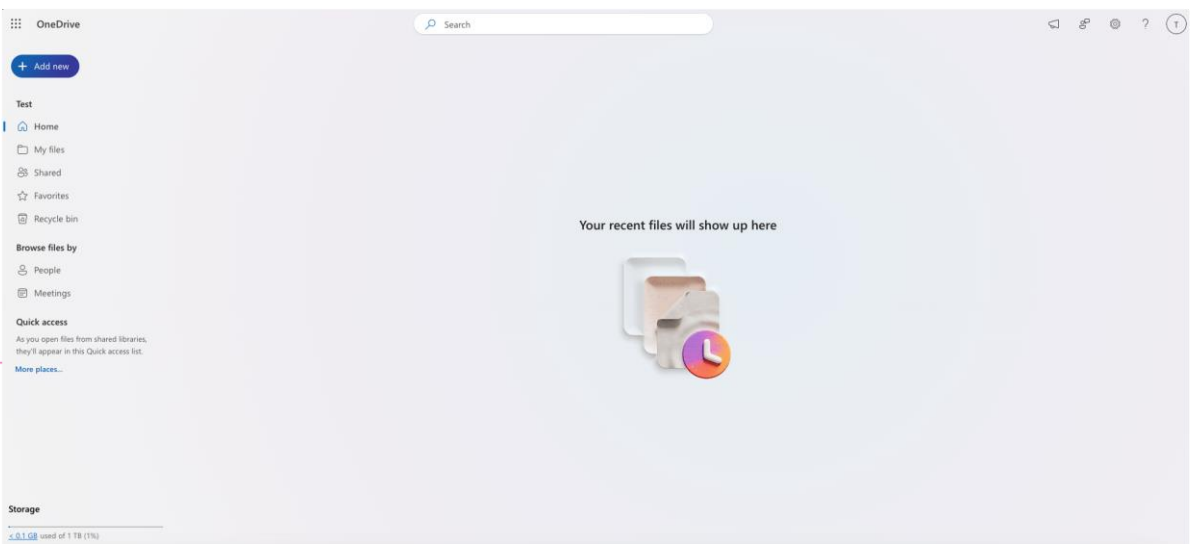 OneDrive
Search
?
T
+ Add new
Test
Home
My files
Shared
Favorites
Recycle bin
Your recent files will show up here
Browse files by
People
Meetings
Quick access
As you open files from shared libraries,
they'll appear in this Quick access list.
More places...
Storage
< 0.1 GB used of 1 TB (1%)